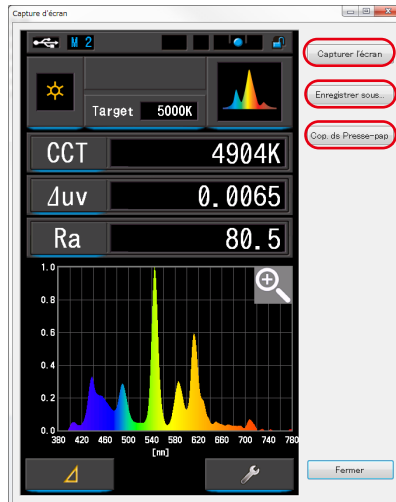 Capture d'écran
M 2
Target 5000K
CCT 4904K
⊿uv 0.0065
Ra 80.5
1.0
0.8
0.6
0.4
0.2
0.0
380 420 460 500 540 580 620 660 700 740 780
[nm]
Capturer l'écran
Enregistrer sous..
Cop. ds Presse-pap
Fermer